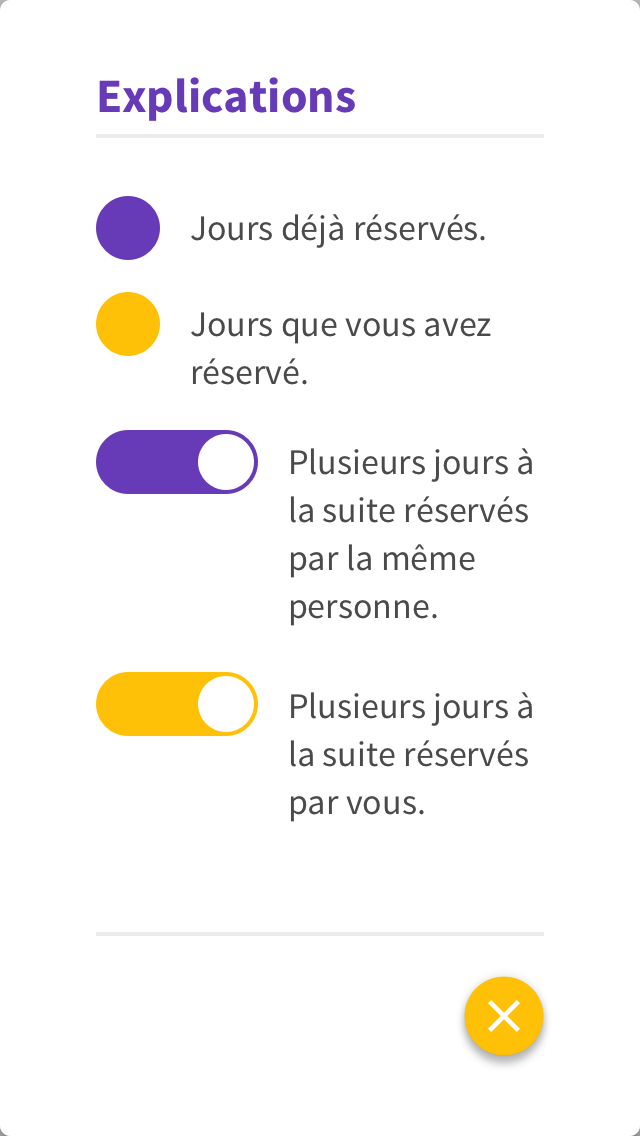 Explications
Jours déjà réservés.
Jours que vous avez
réservé.
Plusieurs jours à
la suite réservés
par la même
personne.
Plusieurs jours à
la suite réservés
par vous.